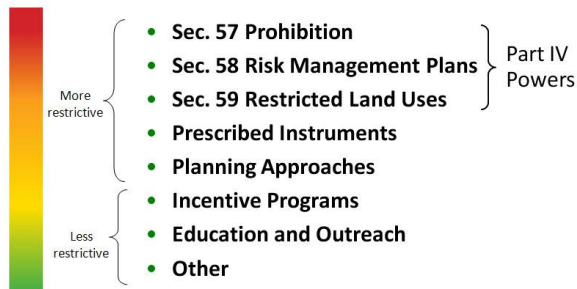 • Sec. 57 Prohibition
• Sec. 58 Risk Management Plans
• Sec. 59 Restricted Land Uses
Part IV
Powers
More
restrictive
• Prescribed Instruments
• Planning Approaches
• Incentive Programs
• Education and Outreach
• Other
Less
restrictive